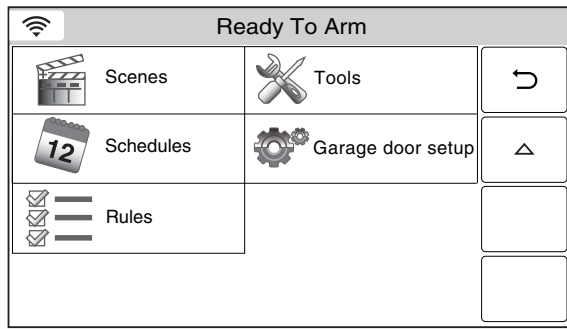 Ready To Arm
Scenes
Tools
12
Schedules
Garage door setup
Rules